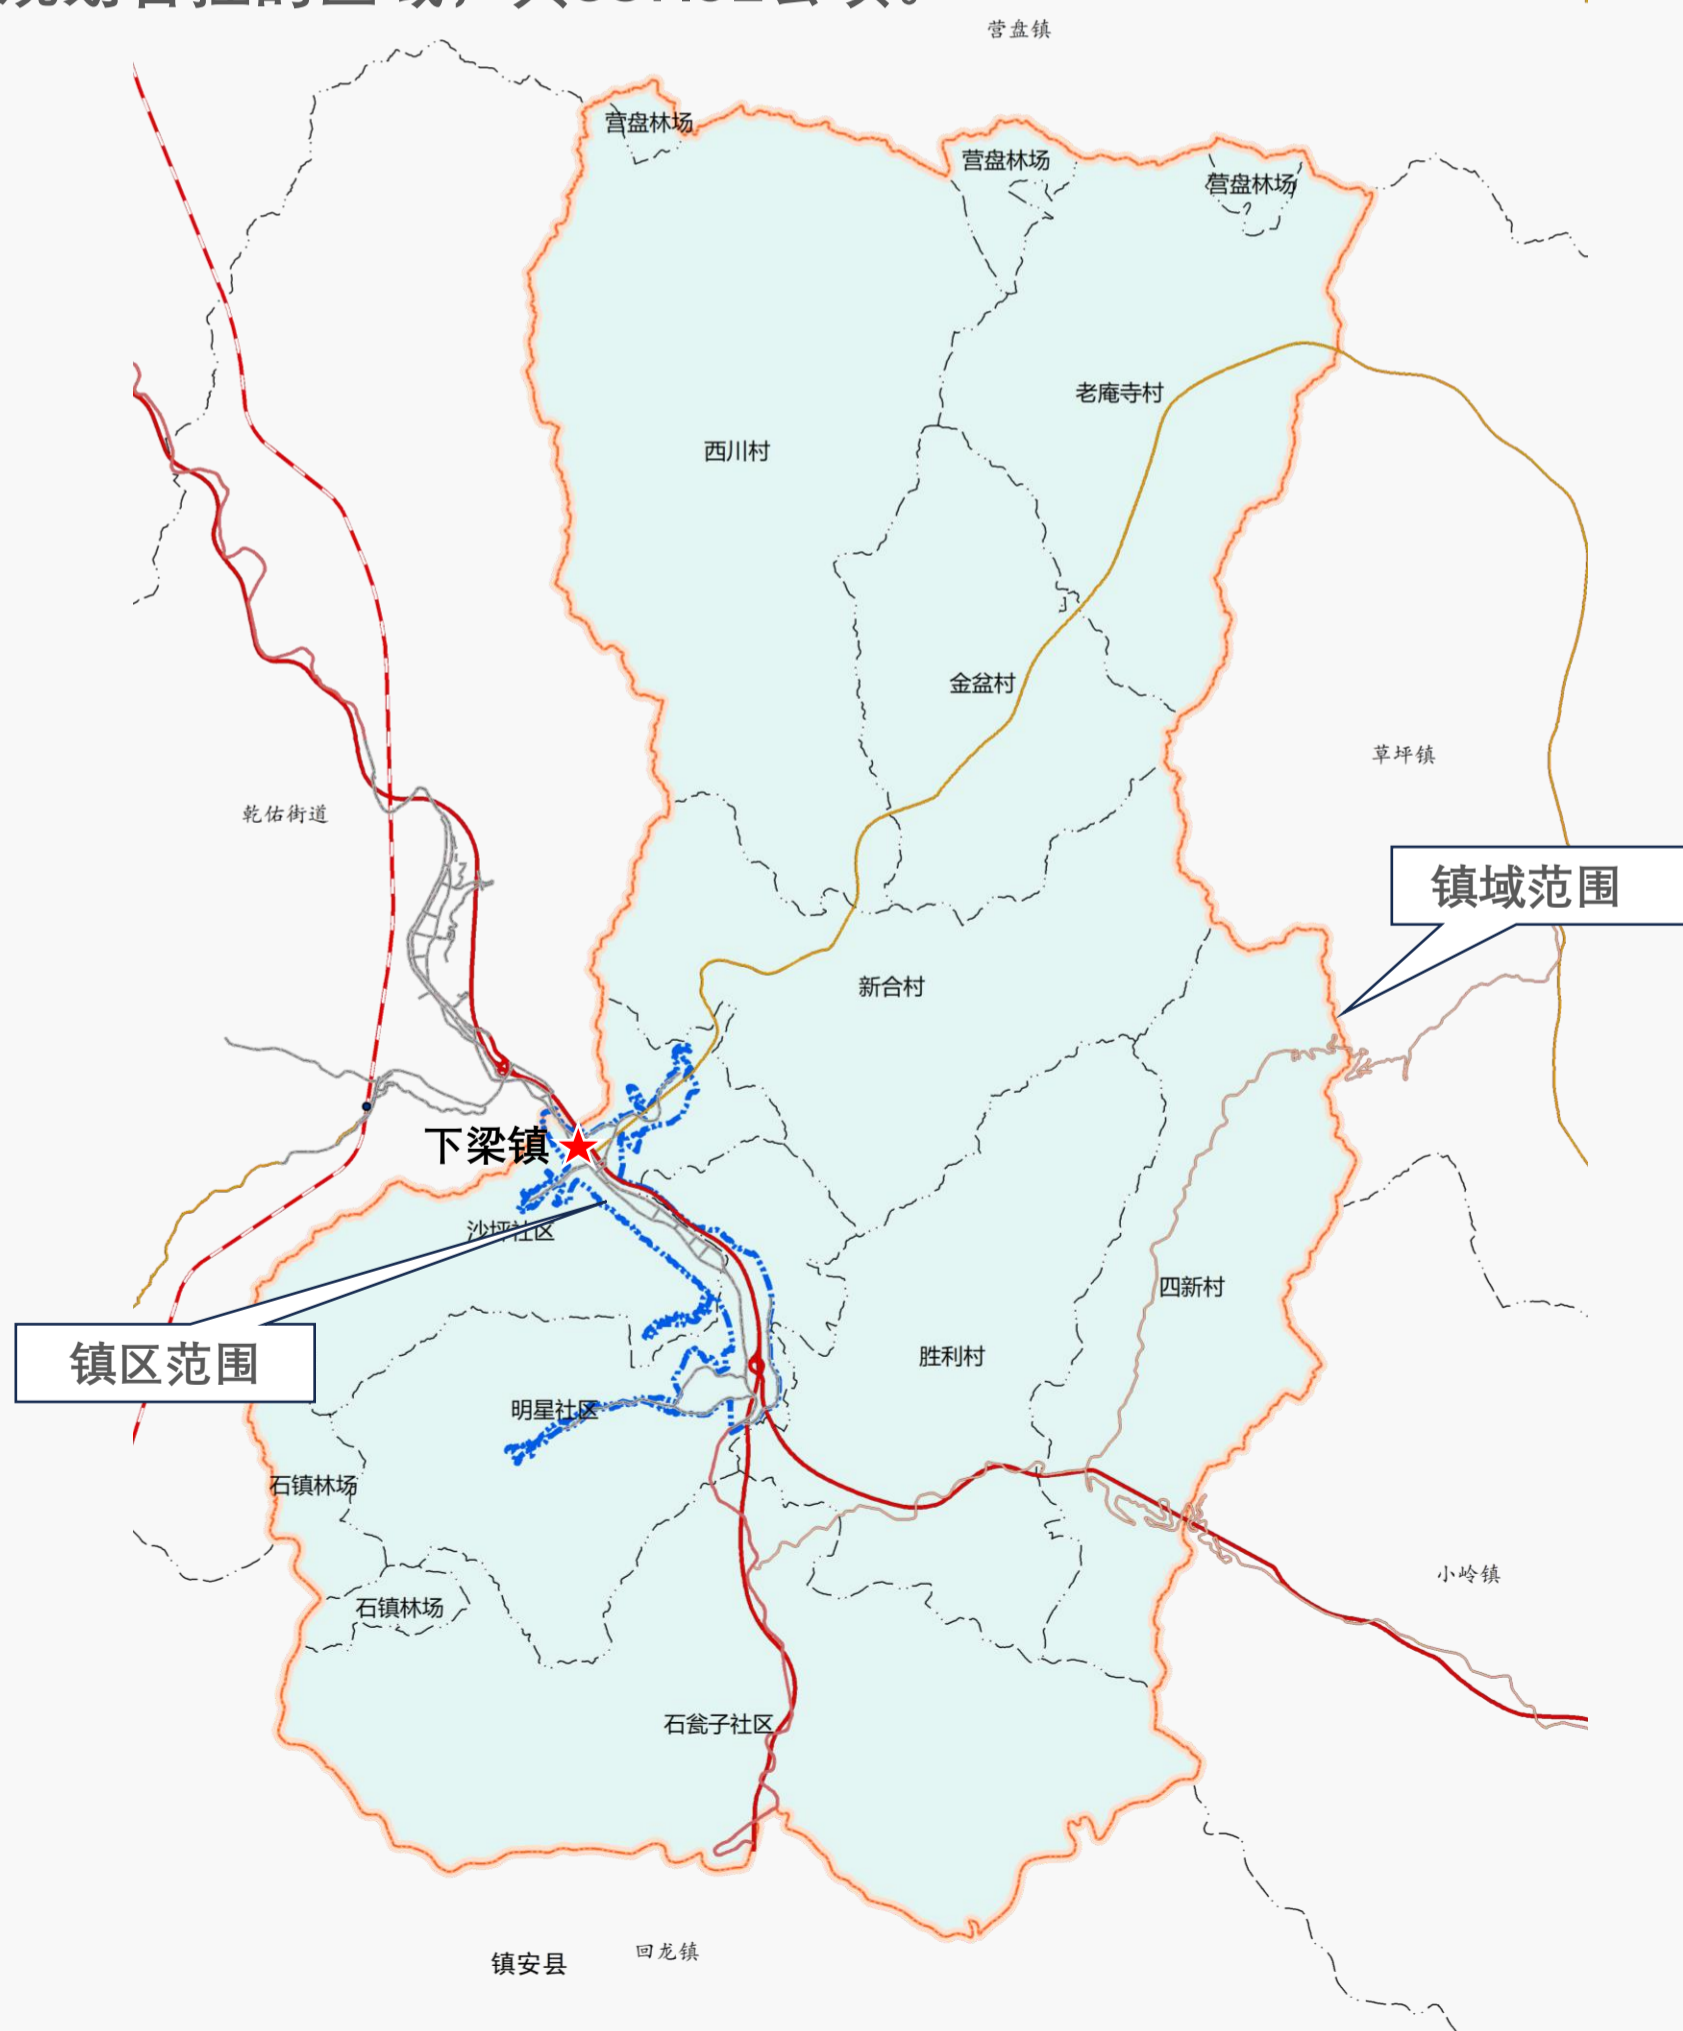 营盘镇
营盘林场
营盘林场
营盘林场
老庵寺村
西川村
金盆村
草坪镇
乾佑街道
镇域范围
新合村
下梁镇
沙坪社区
四新村
镇区范围
胜利村
明星社区
石镇林场
小岭镇
石镇林场
石瓮子社区
回龙镇
镇安县